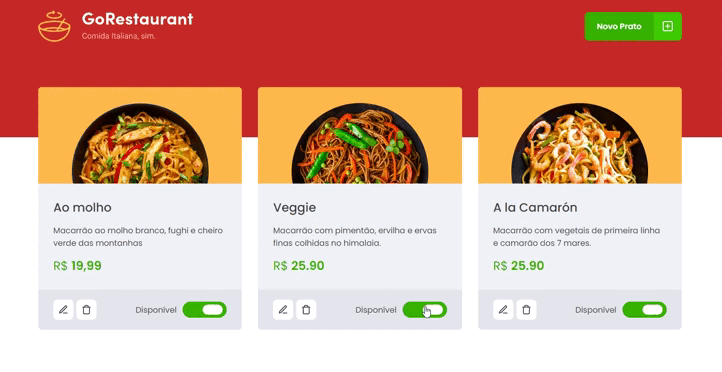 GoRestaurant
Comida Italiana, sim.
Novo Prato
Ao molho
Macarrão ao molho branco, fughi e cheiro
verde das montanhas
R$ 19,99
Disponível
Veggie
Macarrão com pimentão, ervilha e ervas
finas colhidas no himalaia.
R$ 25.90
Disponível
A la Camarón
Macarrão com vegetais de primeira linha
e camarão dos 7 mares.
R$ 25.90
Disponível